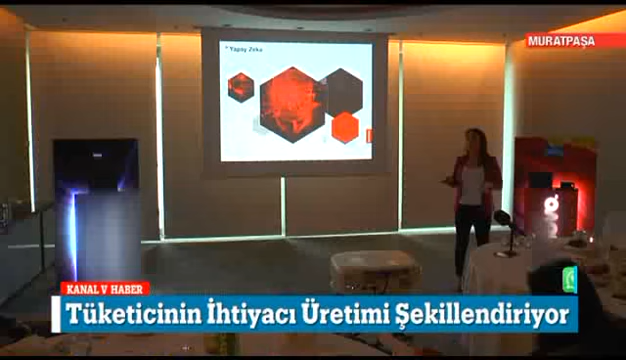 * Yapay Zeka
MURATPAŞA
KANAL V HABER
Tüketicinin İhtiyacı Üretimi Şekillendiriyor